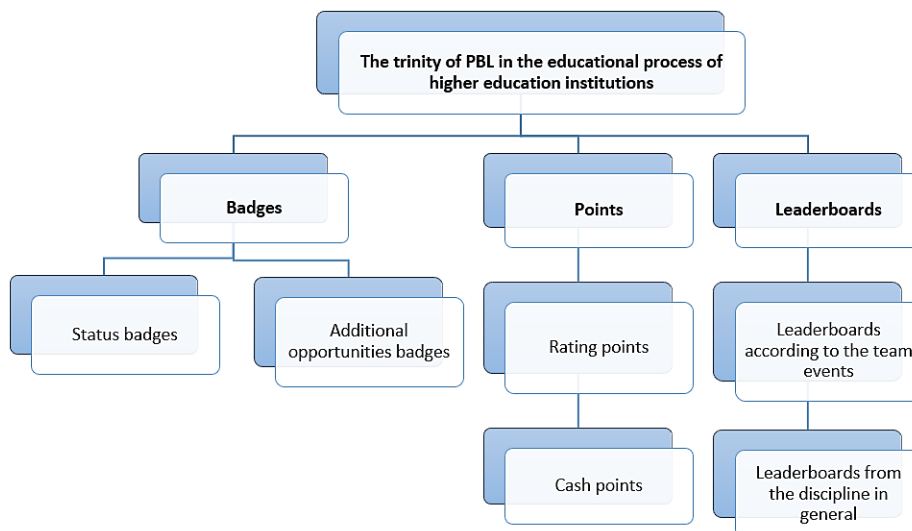 The trinity of PBL in the educational process of
higher education institutions
Badges
Points
Leaderboards
Status badges
Additional
opportunities badges
Rating points
Leaderboards
according to the team
events
Cash points
Leaderboards from
the discipline in
general